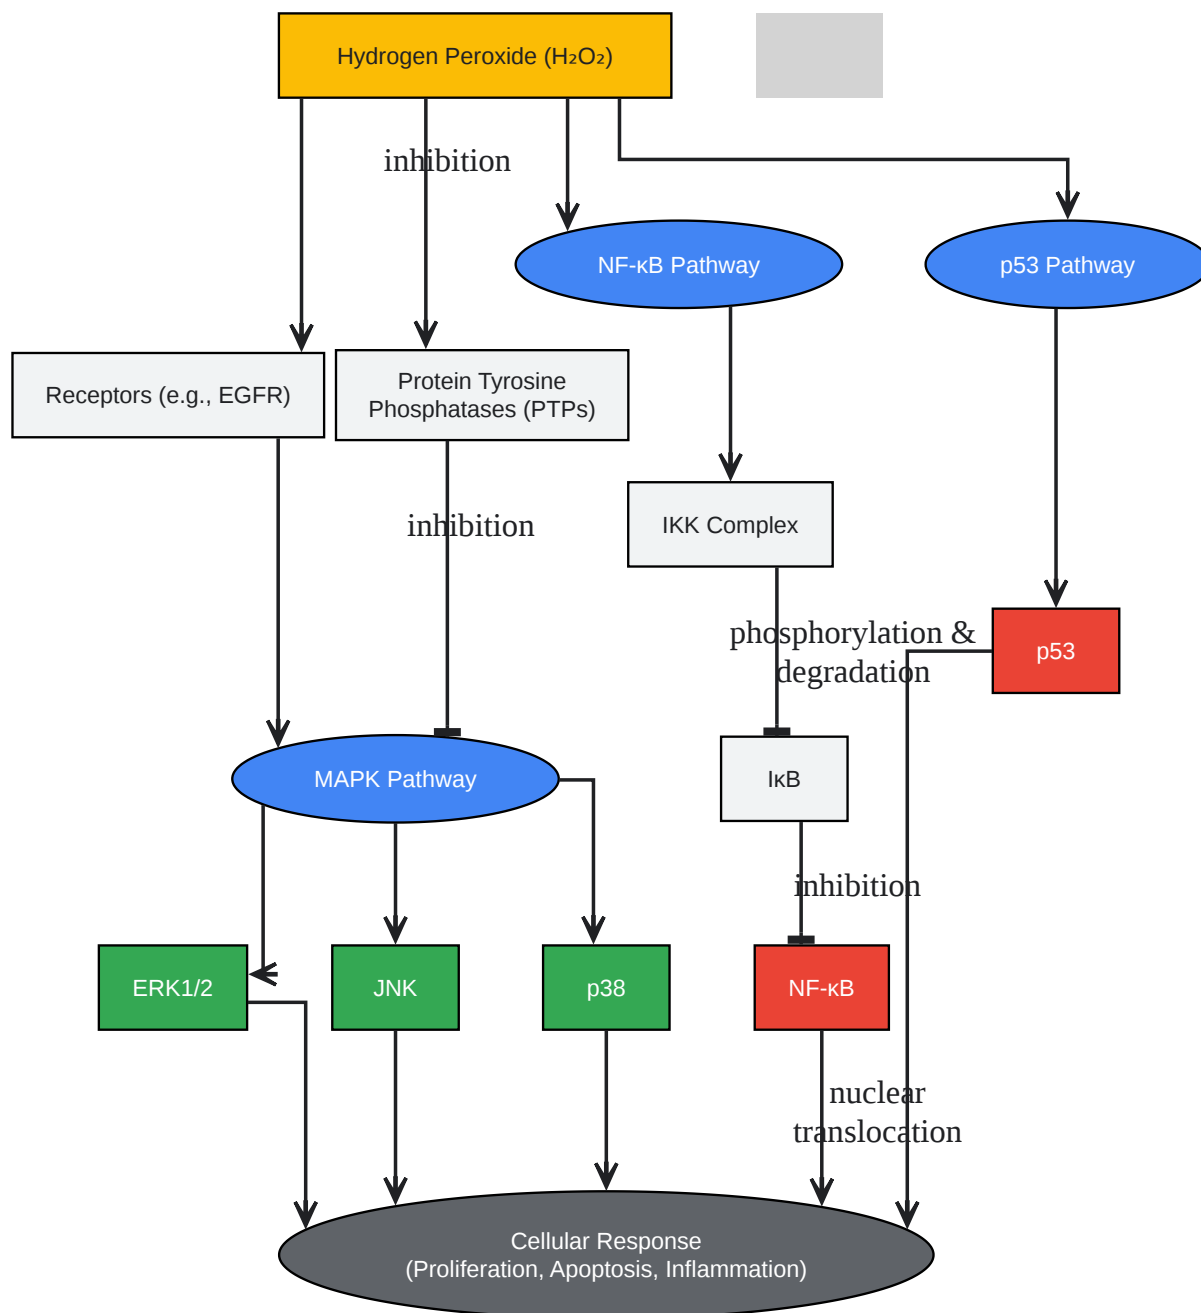 Hydrogen Peroxide (H₂O₂)
inhibition
NF-κB Pathway
p53 Pathway
Receptors (e.g., EGFR)
Protein Tyrosine
Phosphatases (PTPs)
inhibition
IKK Complex
phosphorylation &
degradation
p53
MAPK Pathway
IκB
inhibition
ERK1/2
JNK
p38
NF-κB
nuclear
translocation
Cellular Response
(Proliferation, Apoptosis, Inflammation)